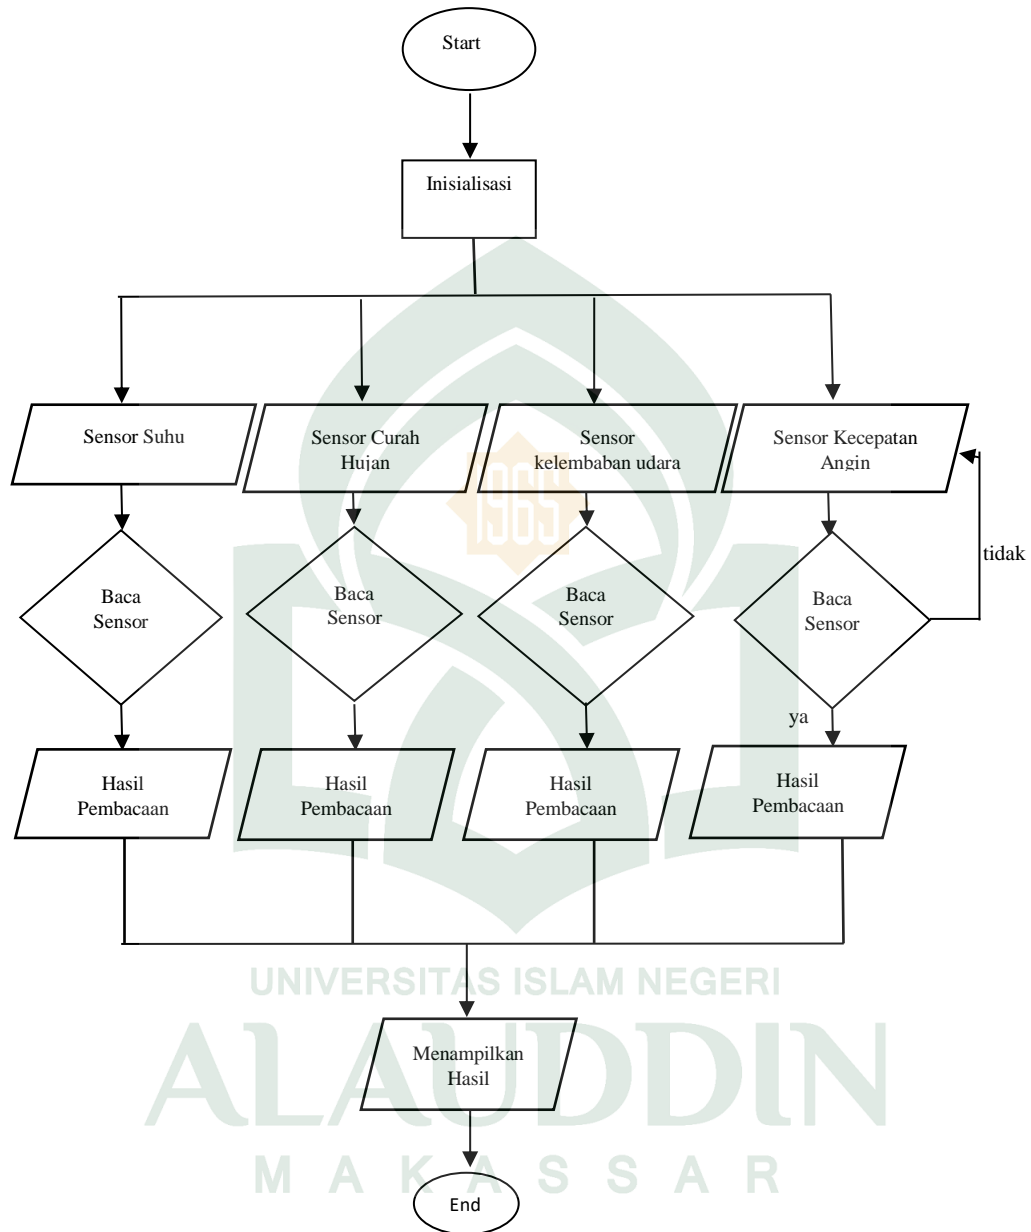 Start
Inisialisasi
Sensor Suhu
Sensor Curah
Hujan
Sensor
kelembaban udara
Sensor Kecepatan
Angin
1965
tidak
Baca
Sensor
Baca
Sensor
Baca
Sensor
Baca
Sensor
ya
Hasil
Pembacaan
Hasil
Pembacaan
Hasil
Pembacaan
Hasil
Pembacaan
UNIVERSITAS ISLAM NEGERI
ALAUDDIN
MAKASSAR
Menampilkan
Hasil
End